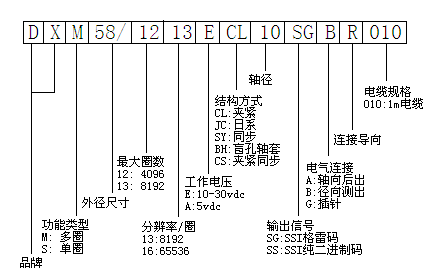 D X M 58/ 12 13 E CL 10 SG B R 010
轴径
电缆规格
010:1m电缆
结构方式
CL:夹紧
JC:日系
SY:同步
BH:盲孔轴套
CS:夹紧同步
连接导向
最大圈数
12: 4096
13: 8192
电气连接
A:轴向后出
B:径向测出
G:插针
工作电压
E:10-30vdc
A:5vdc
外径尺寸
功能类型
M: 多圈
S: 单圈
分辨率/圈
13:8192
16:65536
输出信号
SG:SSI格雷码
SS:SSI纯二进制码
品牌